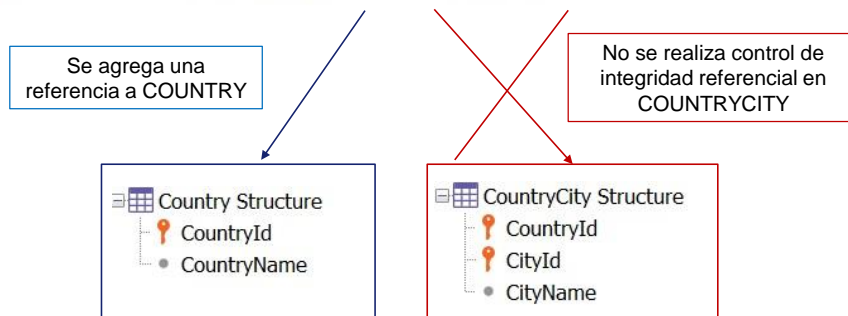 Se agrega una
referencia a COUNTRY
No se realiza control de
integridad referencial en
COUNTRYCITY
Country Structure
CountryId
CountryName
CountryCity Structure
CountryId
CityId
CityName